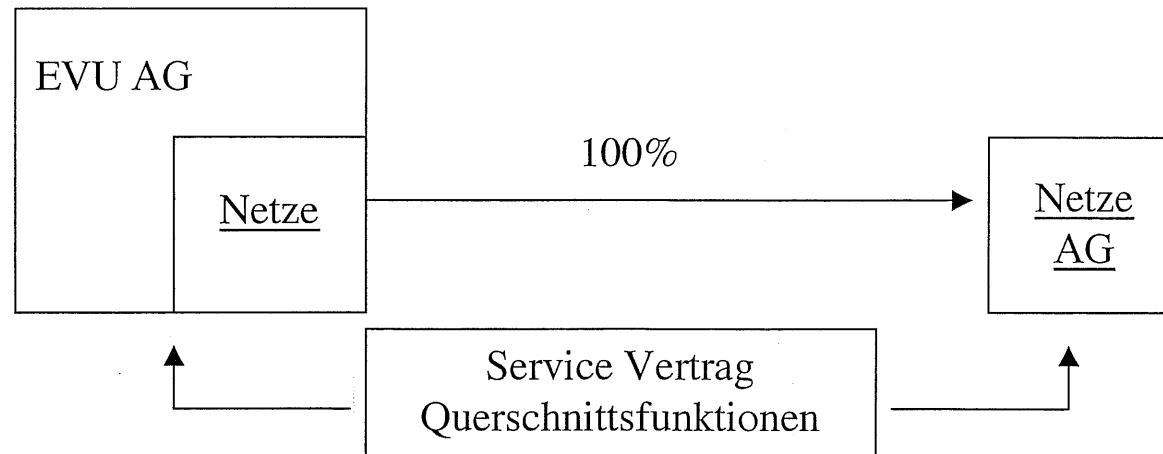 EVU AG
100%
Netze
Netze
AG
Service Vertrag
Querschnittsfunktionen